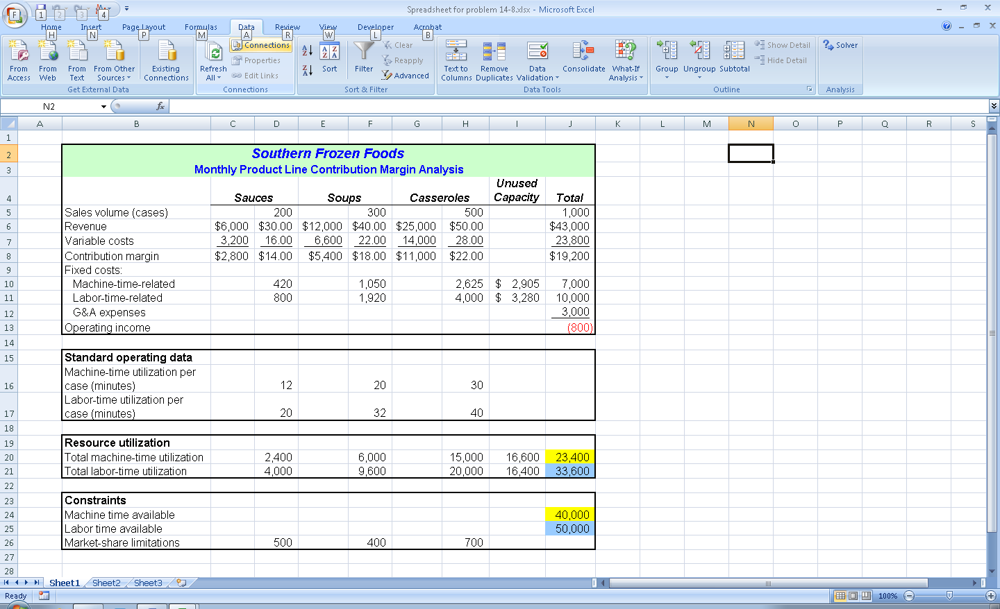 Spreadsheet for problem 14-8.xlsx - Microsoft Excel
F 1 2 3 4
Home Insert Page Layout Formulas Data Review View Developer Acrobat
H N P M A R W L B
From Access
From Web
From Text
From Other Sources
Existing Connections
Get External Data
Refresh All
Connections
Properties
Edit Links
Connections
Sort
Filter
Clear
Reapply
Advanced
Sort & Filter
Text to Columns
Remove Duplicates
Data Validation
Consolidate
What-If Analysis
Data Tools
Group
Ungroup
Subtotal
Show Detail
Hide Detail
Outline
Solver
Analysis
N2 fx
A B C D E F G H I J K L M N O P Q R S
1
2 Southern Frozen Foods
3 Monthly Product Line Contribution Margin Analysis
4 Sauces Soups Casseroles Unused Capacity Total
5 Sales volume (cases) 200 300 500 1,000
6 Revenue $6,000 $30.00 $12,000 $40.00 $25,000 $50.00 $43,000
7 Variable costs 3,200 16.00 6,600 22.00 14,000 28.00 23,800
8 Contribution margin $2,800 $14.00 $5,400 $18.00 $11,000 $22.00 $19,200
9 Fixed costs:
10 Machine-time-related 420 1,050 2,625 $ 2,905 7,000
11 Labor-time-related 800 1,920 4,000 $ 3,280 10,000
12 G&A expenses 3,000
13 Operating income (800)
14
15 Standard operating data
Machine-time utilization per
16 case (minutes) 12 20 30
Labor-time utilization per
17 case (minutes) 20 32 40
18
19 Resource utilization
20 Total machine-time utilization 2,400 6,000 15,000 16,600 23,400
21 Total labor-time utilization 4,000 9,600 20,000 16,400 33,600
22
23 Constraints
24 Machine time available 40,000
25 Labor time available 50,000
26 Market-share limitations 500 400 700
27
28
Sheet1 Sheet2 Sheet3
Ready 100%